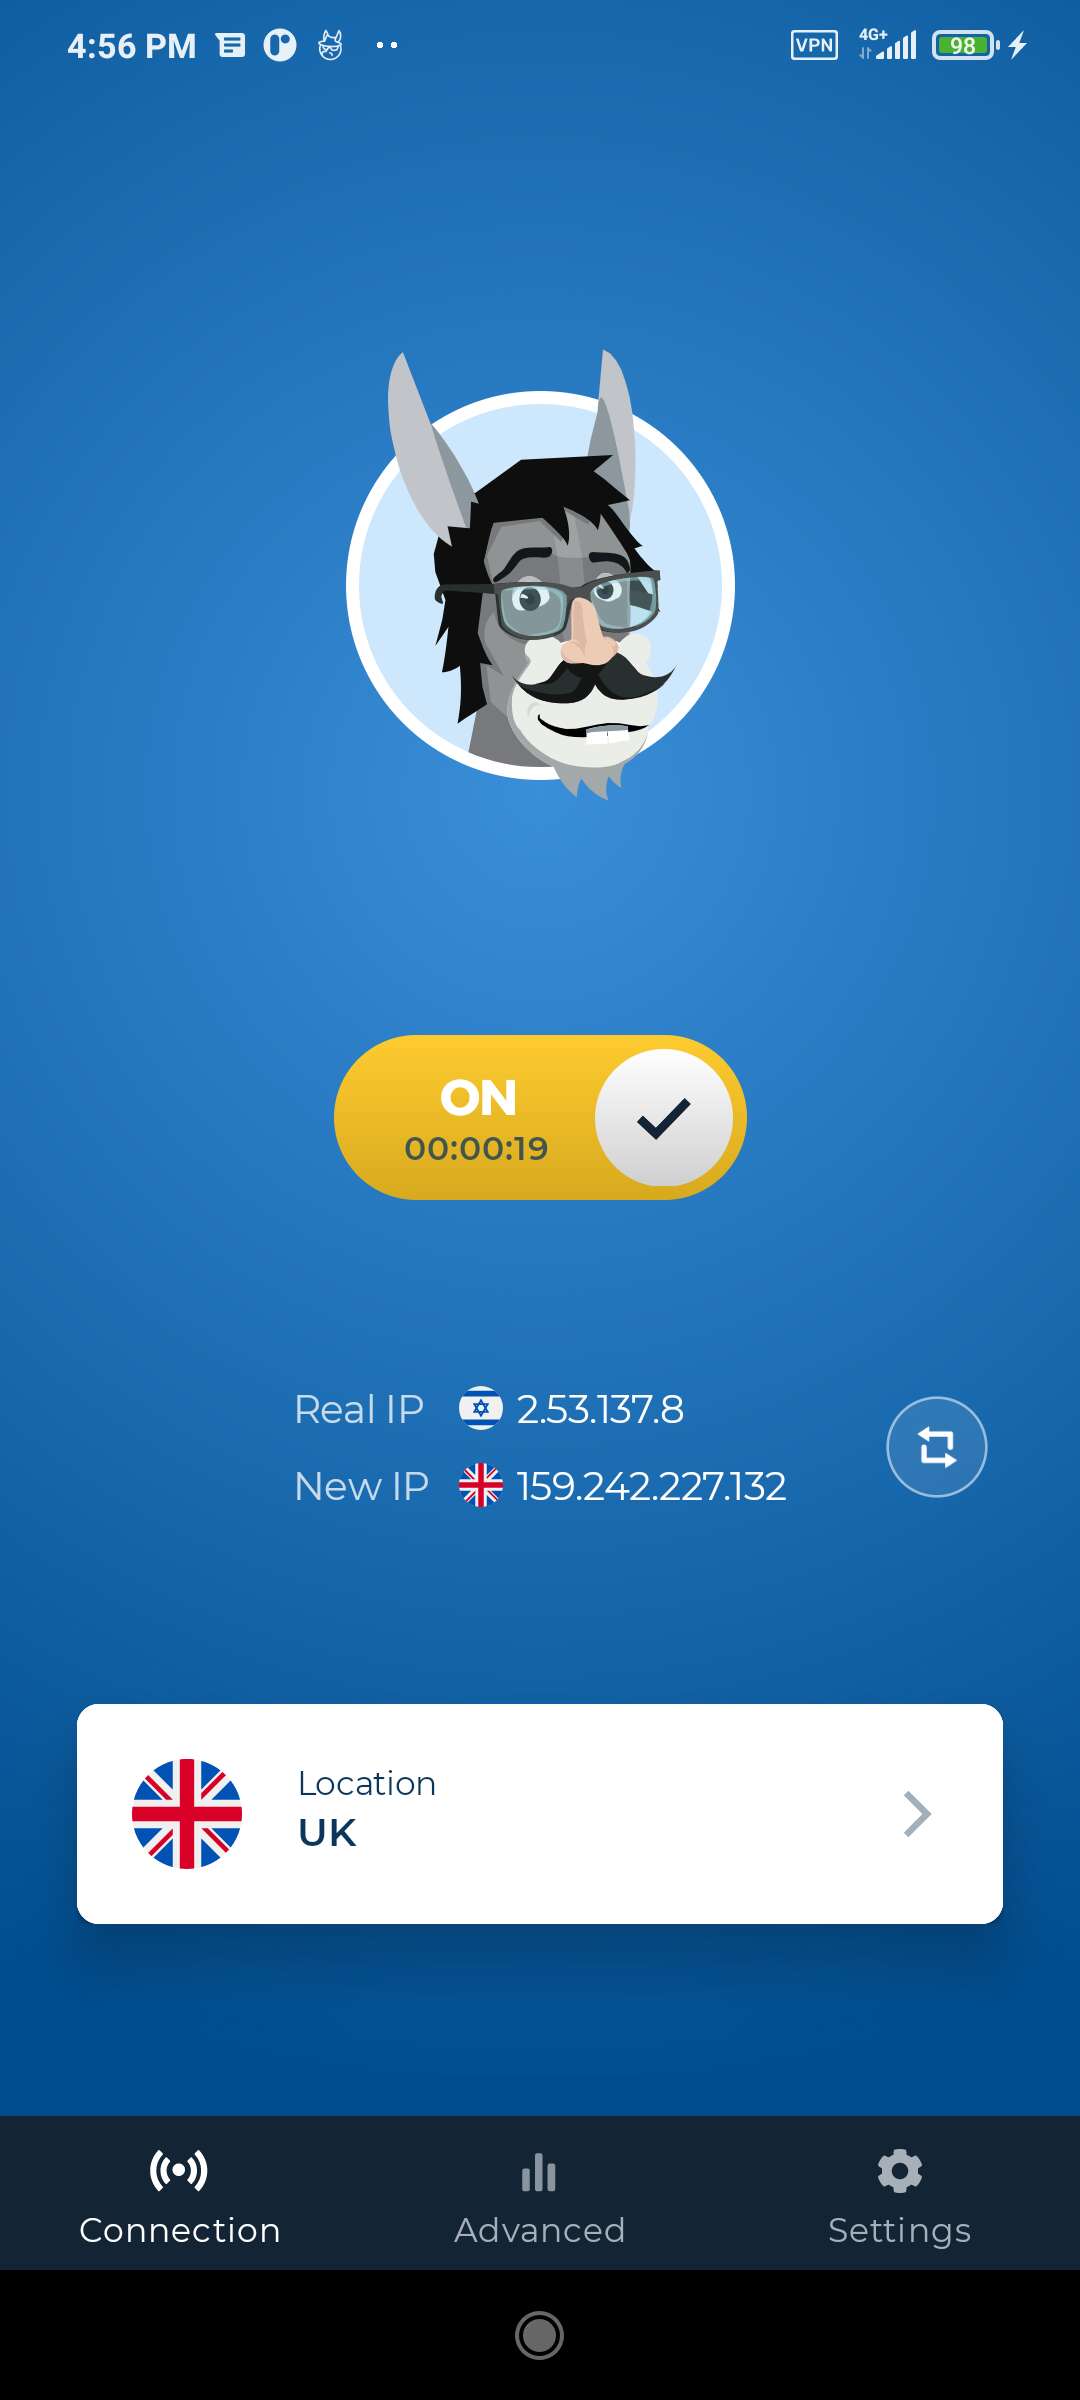 4:56 PM
VPN 4G+ 98
ON
00:00:19
Real IP 2.53.137.8
New IP 159.242.227.132
Location
UK
Connection Advanced Settings